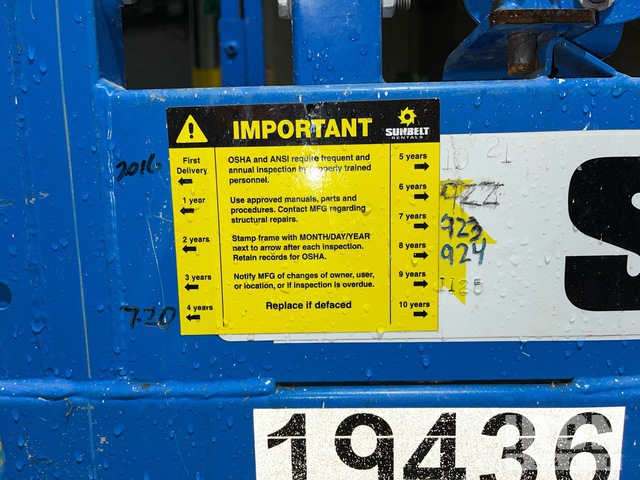 IMPORTANT
SUNBELT
RENTALS
2016
First
Delivery
1 year
2 years
3 years
4 years
7-20
OSHA and ANSI require frequent and
annual inspection by properly trained
personnel.
Use approved manuals, parts and
procedures. Contact MFG regarding
structural repairs.
Stamp frame with MONTH/DAY/YEAR
next to arrow after each inspection.
Retain records for OSHA.
Notify MFG of changes of owner, user,
or location, or if inspection is overdue.
Replace if defaced
5 years
10 21
6 years
922
7 years
923
8 years
924
9 years
1125
10 years
S
19436